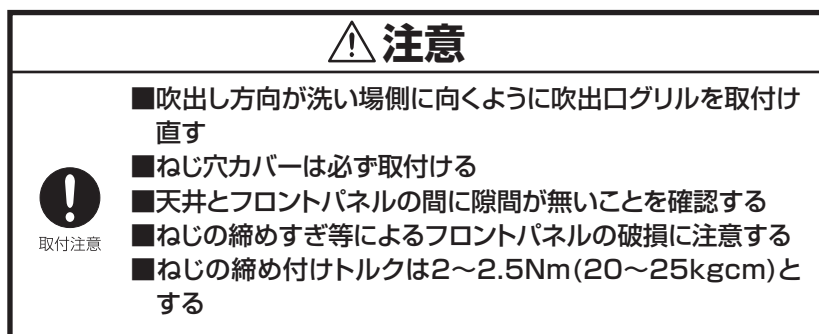 注意
■吹出し方向が洗い場側に向くように吹出口グリルを取付け
直す
■ねじ穴カバーは必ず取付ける
■天井とフロントパネルの間に隙間が無いことを確認する
■ねじの締めすぎ等によるフロントパネルの破損に注意する
■ねじの締め付けトルクは2〜2.5Nm(20〜25kgcm)と
する
取付注意